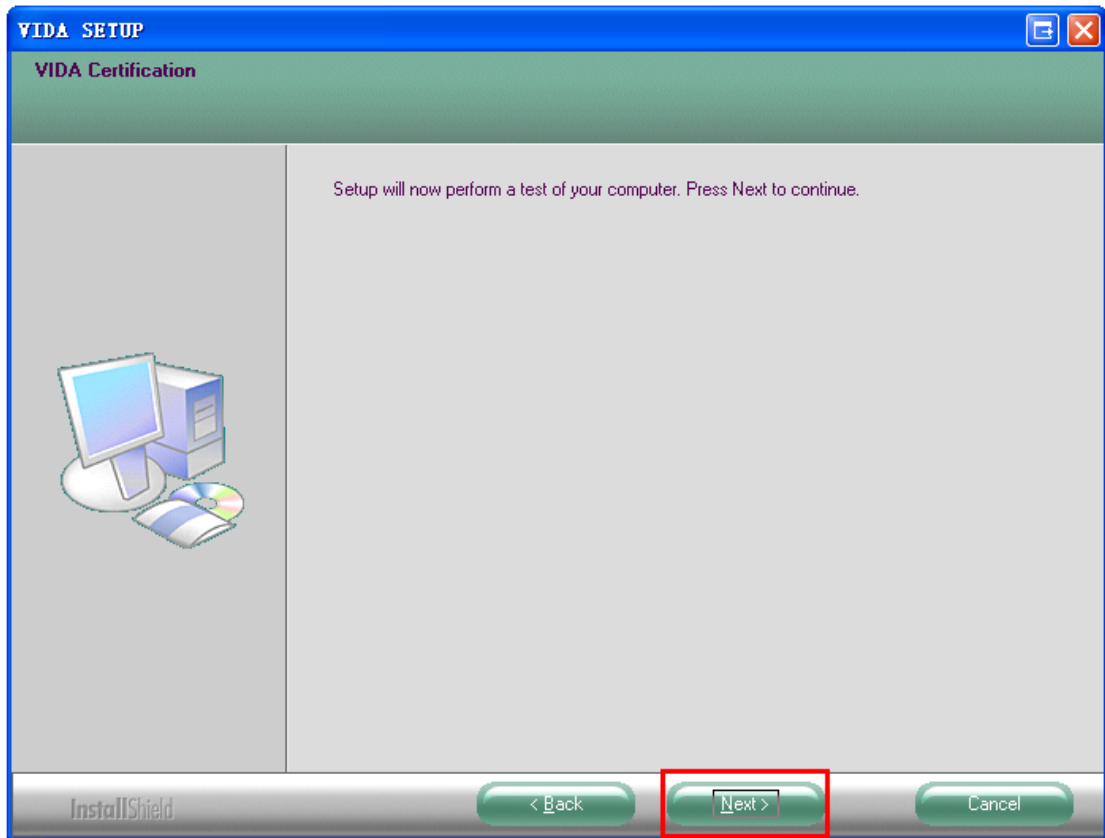 VIDA SETUP
VIDA Certification
Setup will now perform a test of your computer. Press Next to continue.
InstallShield
< Back
Next >
Cancel